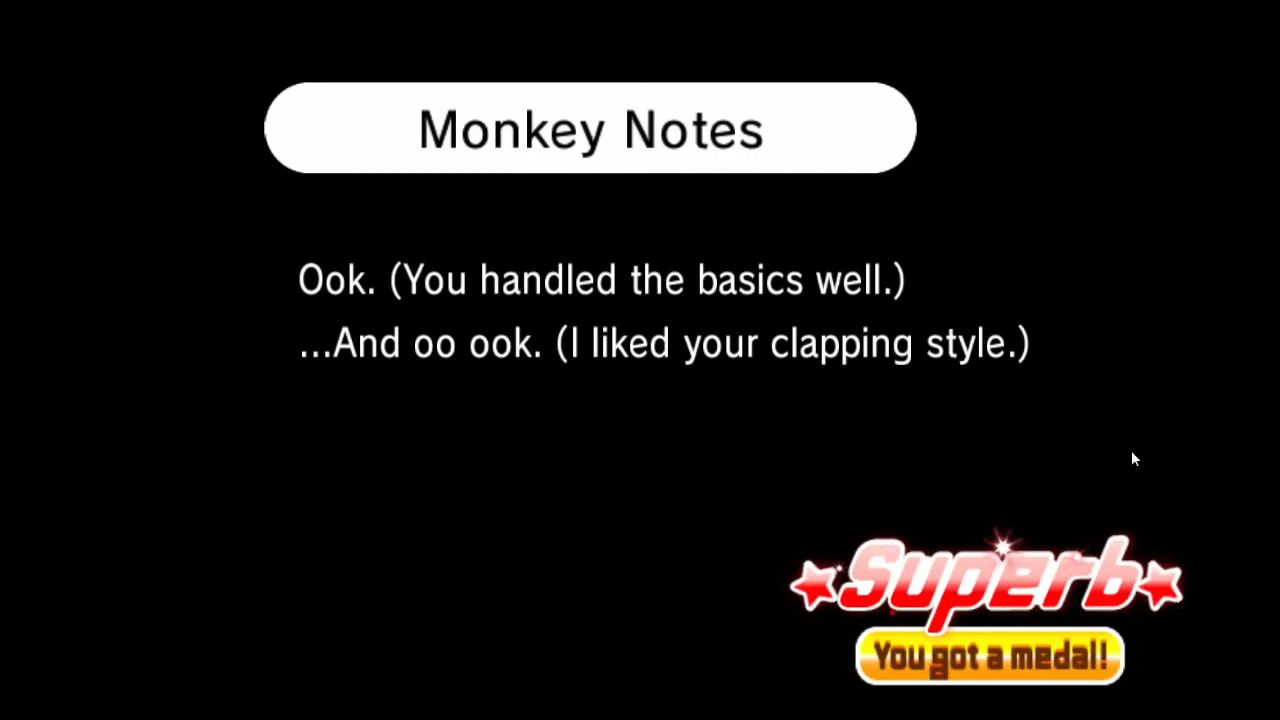 Monkey Notes
Ook. (You handled the basics well.)
...And oo ook. (I liked your clapping style.)
Superb
You got a medal!